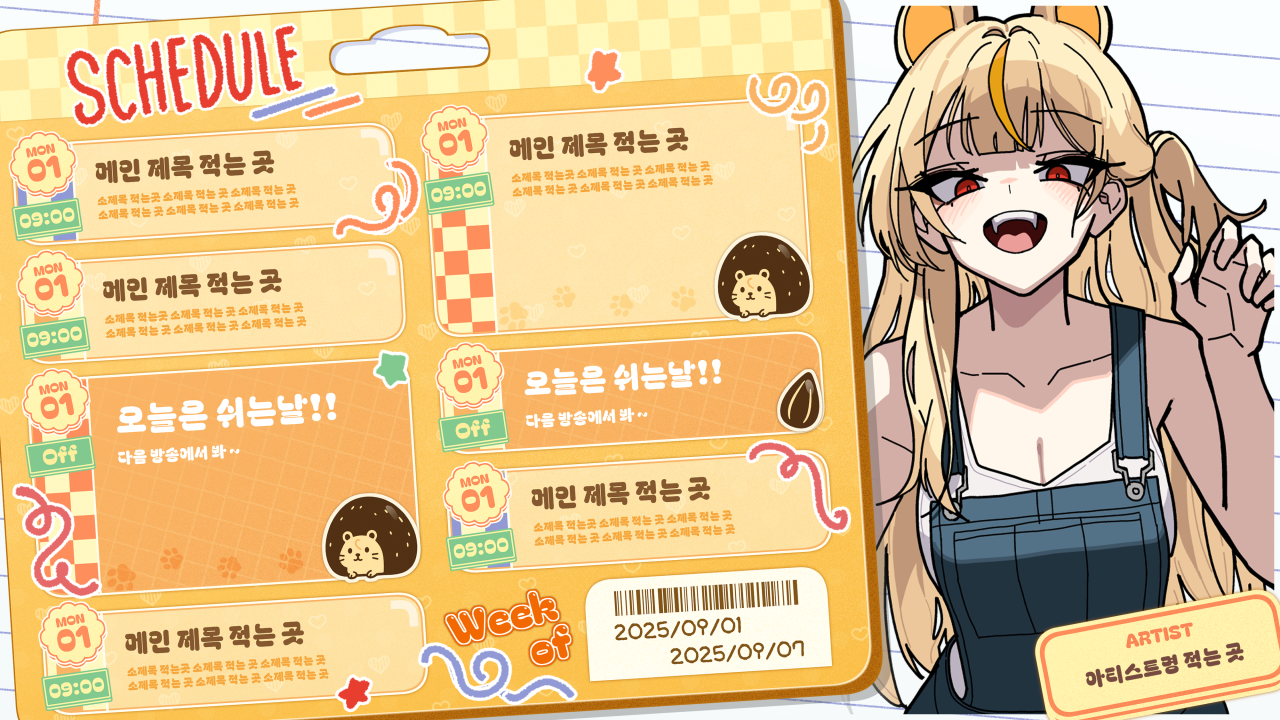 SCHEDULE
MON
01
09:00
메인 제목 적는 곳
소제목 적는곳 소제목 적는 곳 소제목 적는 곳
소제목 적는 곳 소제목 적는 곳 소제목 적는 곳
MON
01
09:00
메인 제목 적는 곳
소제목 적는곳 소제목 적는 곳 소제목 적는 곳
소제목 적는 곳 소제목 적는 곳 소제목 적는 곳
MON
01
Off
오늘은 쉬는날!!
다음 방송에서 봐~
MON
01
09:00
메인 제목 적는 곳
소제목 적는곳 소제목 적는 곳 소제목 적는 곳
소제목 적는 곳 소제목 적는 곳 소제목 적는 곳
MON
01
09:00
메인 제목 적는 곳
소제목 적는곳 소제목 적는 곳 소제목 적는 곳
소제목 적는 곳 소제목 적는 곳 소제목 적는 곳
MON
01
Off
오늘은 쉬는날!!
다음 방송에서 봐~
MON
01
09:00
메인 제목 적는 곳
소제목 적는곳 소제목 적는 곳 소제목 적는 곳
소제목 적는 곳 소제목 적는 곳 소제목 적는 곳
Week
of
2025/09/01
2025/09/07
ARTIST
아티스트명 적는 곳